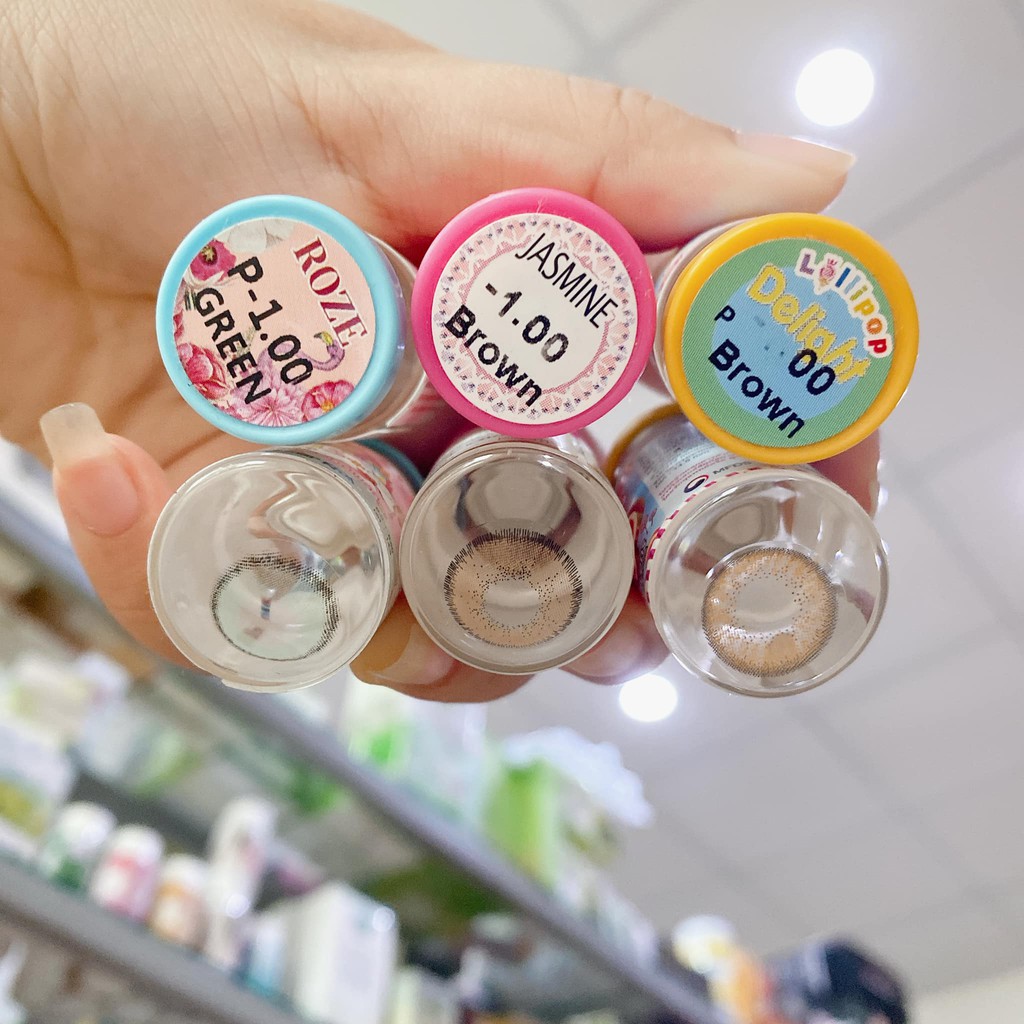 ROZE
P-1.00
GREEN
JASMINE
-1.00
Brown
Lollipop
Delight
P 00
Brown